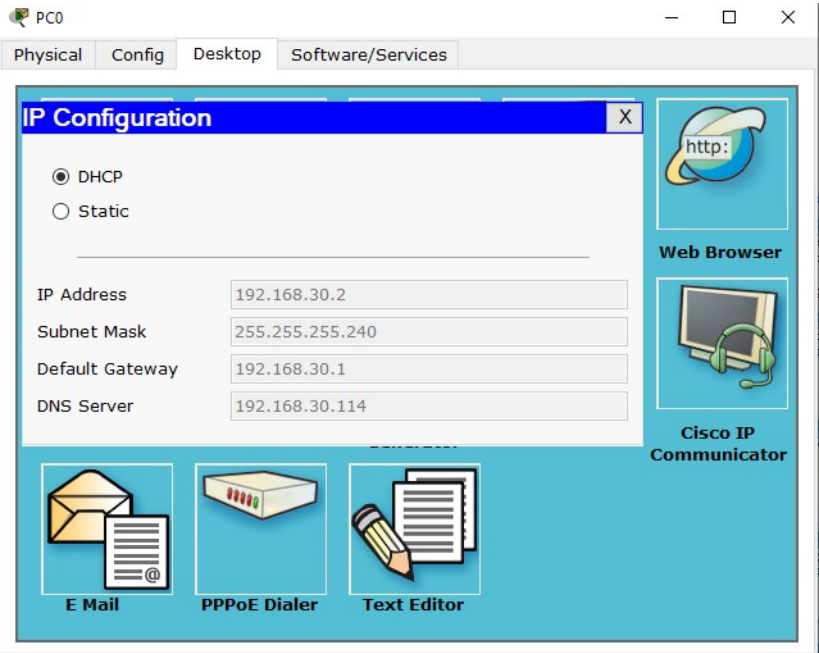 PC0
Physical Config Desktop Software/Services
IP Configuration X
DHCP
Static
IP Address 192.168.30.2
Subnet Mask 255.255.255.240
Default Gateway 192.168.30.1
DNS Server 192.168.30.114
http:
Web Browser
Cisco IP
Communicator
@
E Mail PPPoE Dialer Text Editor